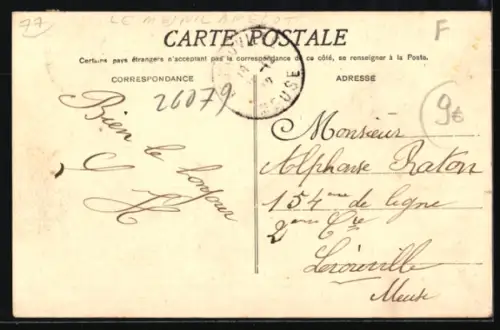 77
LE MESNIL AMELOT
F
CARTE POSTALE
Certains pays étrangers n'acceptant pas la correspondance de ce côté, se renseigner à la Poste.
CORRESPONDANCE
ADRESSE
MEUSE
26079
9€
Bien le bonjour
Monsieur
Alphonse Raton
154ème de ligne
2ème Cie
Lérouville
Meuse